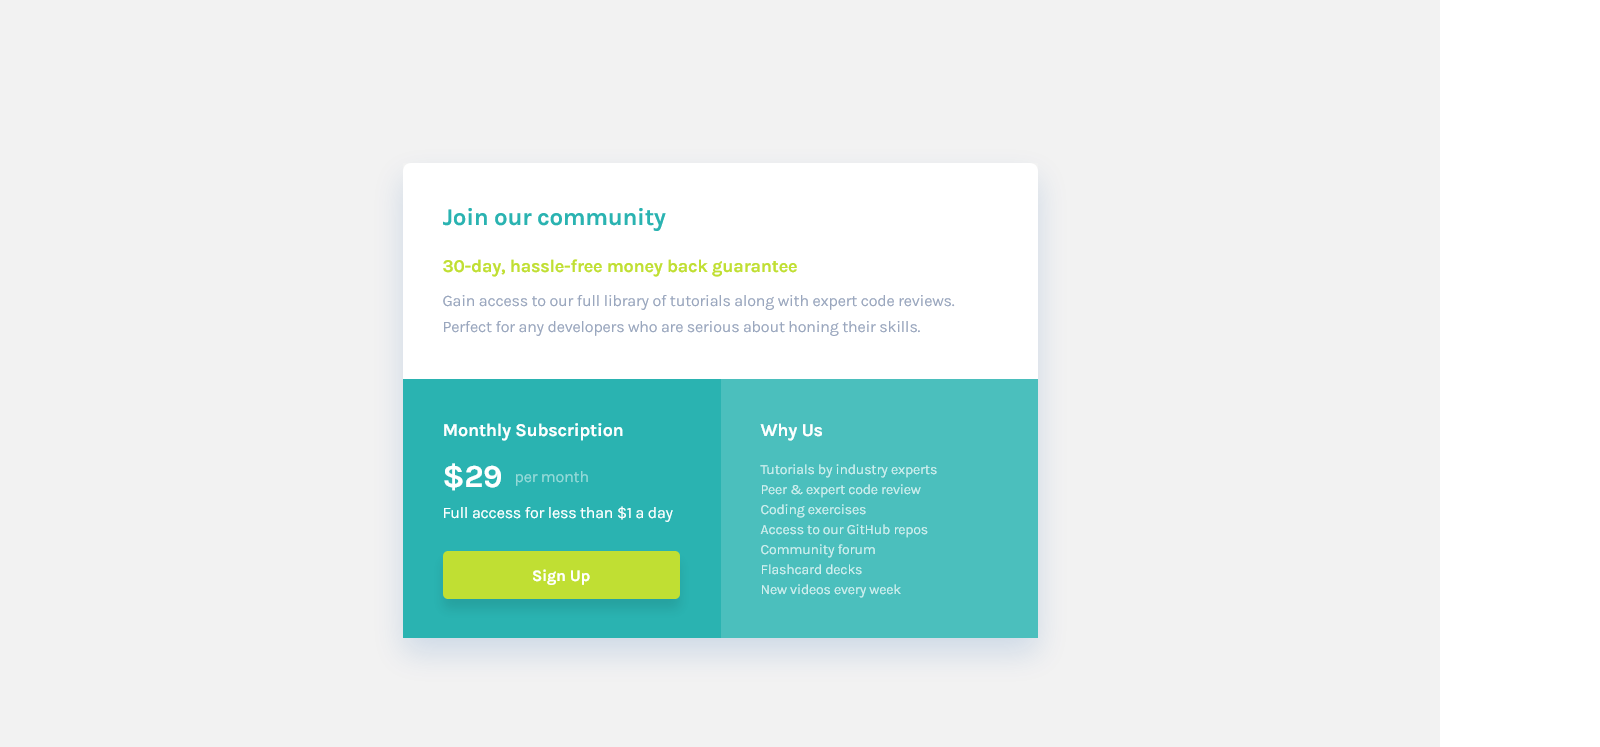 Join our community
30-day, hassle-free money back guarantee
Gain access to our full library of tutorials along with expert code reviews.
Perfect for any developers who are serious about honing their skills.
Monthly Subscription
$29 per month
Full access for less than $1 a day
Sign Up
Why Us
Tutorials by industry experts
Peer & expert code review
Coding exercises
Access to our GitHub repos
Community forum
Flashcard decks
New videos every week